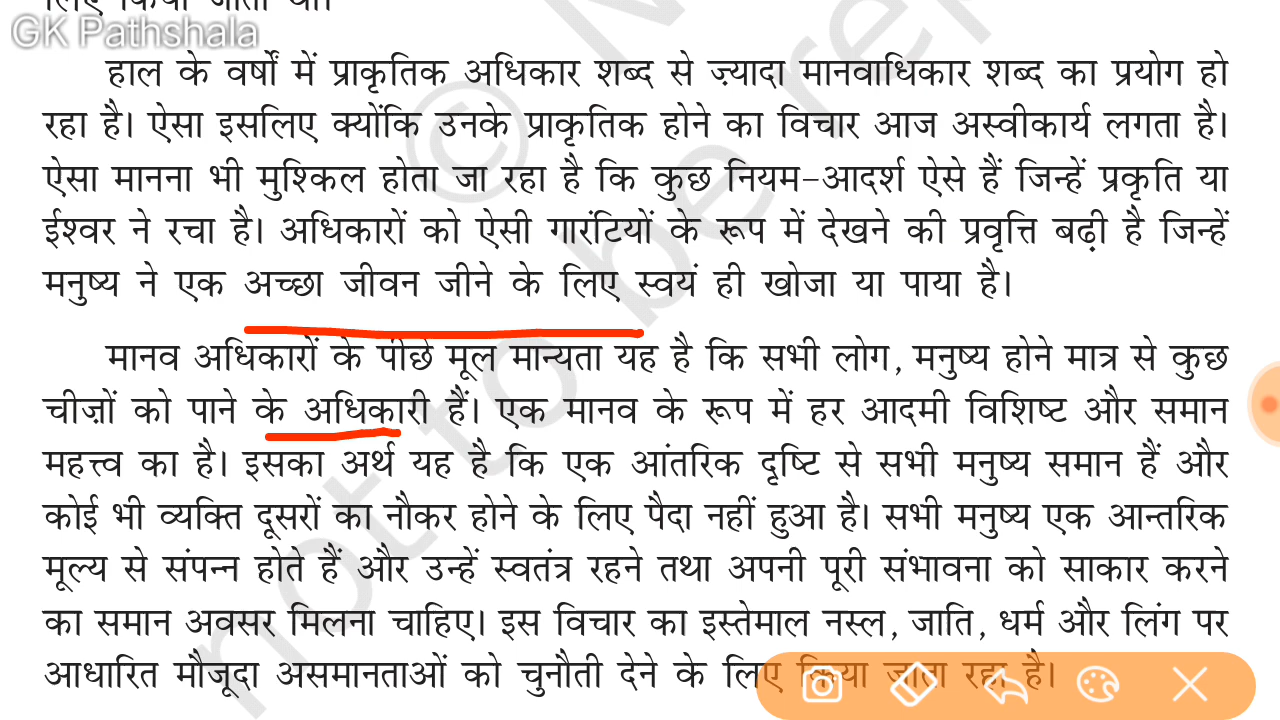 लिए किया जाता था।
GK Pathshala
हाल के वर्षों में प्राकृतिक अधिकार शब्द से ज़्यादा मानवाधिकार शब्द का प्रयोग हो
रहा है। ऐसा इसलिए क्योंकि उनके प्राकृतिक होने का विचार आज अस्वीकार्य लगता है।
ऐसा मानना भी मुश्किल होता जा रहा है कि कुछ नियम-आदर्श ऐसे हैं जिन्हें प्रकृति या
ईश्वर ने रचा है। अधिकारों को ऐसी गारंटियों के रूप में देखने की प्रवृत्ति बढ़ी है जिन्हें
मनुष्य ने एक अच्छा जीवन जीने के लिए स्वयं ही खोजा या पाया है।
मानव अधिकारों के पीछे मूल मान्यता यह है कि सभी लोग, मनुष्य होने मात्र से कुछ
चीज़ों को पाने के अधिकारी हैं। एक मानव के रूप में हर आदमी विशिष्ट और समान
महत्त्व का है। इसका अर्थ यह है कि एक आंतरिक दृष्टि से सभी मनुष्य समान हैं और
कोई भी व्यक्ति दूसरों का नौकर होने के लिए पैदा नहीं हुआ है। सभी मनुष्य एक आन्तरिक
मूल्य से संपन्न होते हैं और उन्हें स्वतंत्र रहने तथा अपनी पूरी संभावना को साकार करने
का समान अवसर मिलना चाहिए। इस विचार का इस्तेमाल नस्ल, जाति, धर्म और लिंग पर
आधारित मौजूदा असमानताओं को चुनौती देने के लिए किया जाता रहा है।
not to be rep